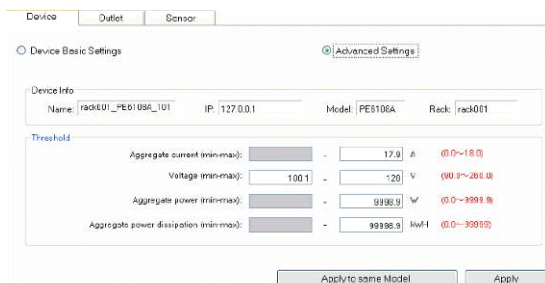 Device Outlet Sensor
Device Basic Settings Advanced Settings
Device Info
Name: rack001_PE6108A_101 IP: 127.0.0.1 Model: PE6108A Rack: rack001
Threshold
Aggregate current (min-max): - 17.9 A (0.0~18.0)
Voltage (min-max): 100.1 - 120 V (90.0~260.0)
Aggregate power (min-max): - 9998.9 W (0.0~9999.9)
Aggregate power dissipation (min-max): - 99998.9 kWH (0.0~99999)
Apply to same Model Apply